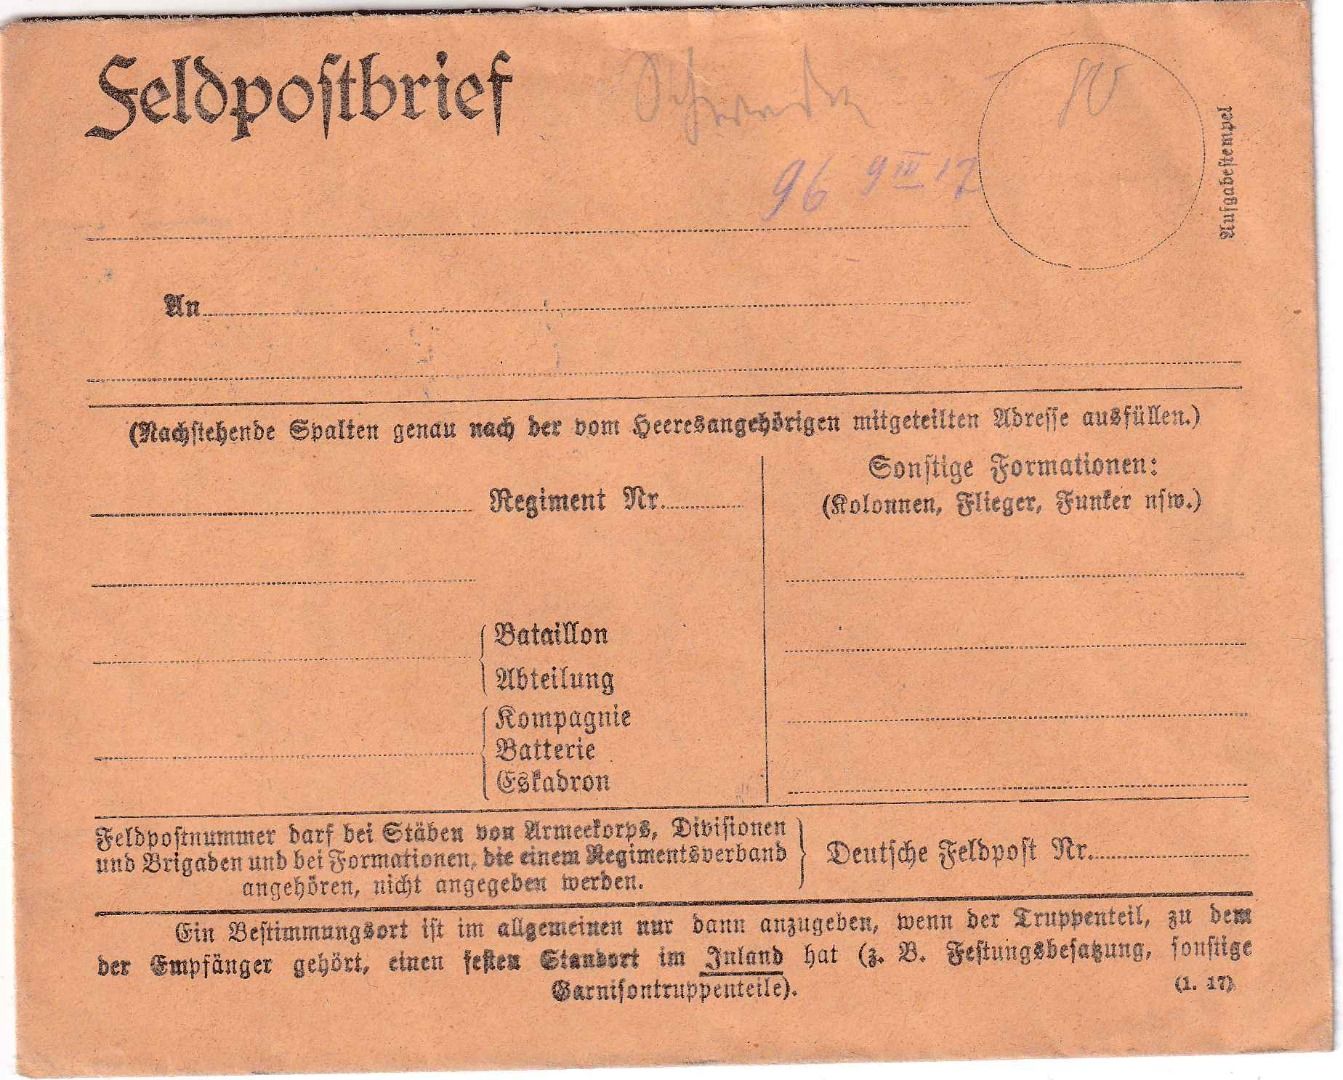 Feldpostbrief
96 9 III 17
Aufgabestempel
An
(Nachstehende Spalten genau nach der vom Heeresangehörigen mitgeteilten Adresse ausfüllen.)
Regiment Nr.
Bataillon
Abteilung
Kompagnie
Batterie
Eskadron
Sonstige Formationen:
(Kolonnen, Flieger, Funker usw.)
Feldpostnummer darf bei Stäben von Armeekorps, Divisionen
und Brigaden und bei Formationen, die einem Regimentsverband
angehören, nicht angegeben werden.
Deutsche Feldpost Nr.
Ein Bestimmungsort ist im allgemeinen nur dann anzugeben, wenn der Truppenteil, zu dem
der Empfänger gehört, einen festen Standort im Inland hat (z. B. Festungsbesatzung, sonstige
Garnisontruppenteile).
(1. 17)